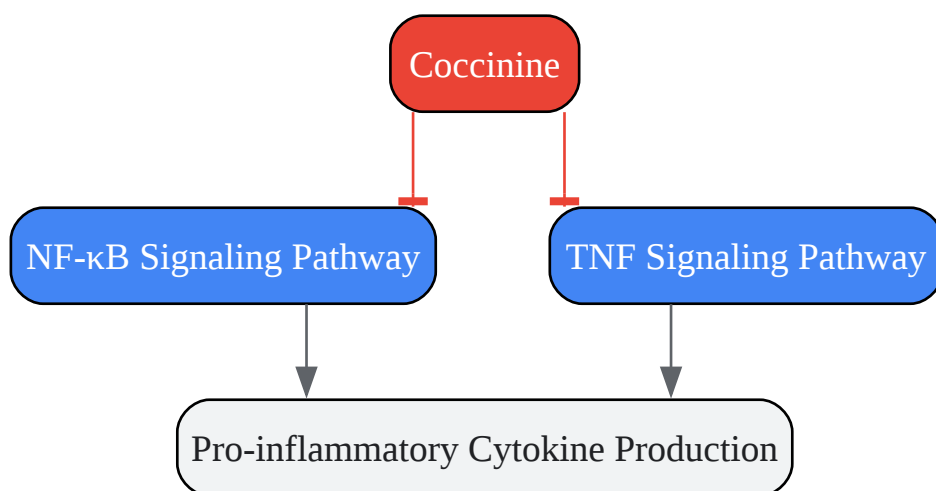 Coccinine
NF-κB Signaling Pathway
TNF Signaling Pathway
Pro-inflammatory Cytokine Production